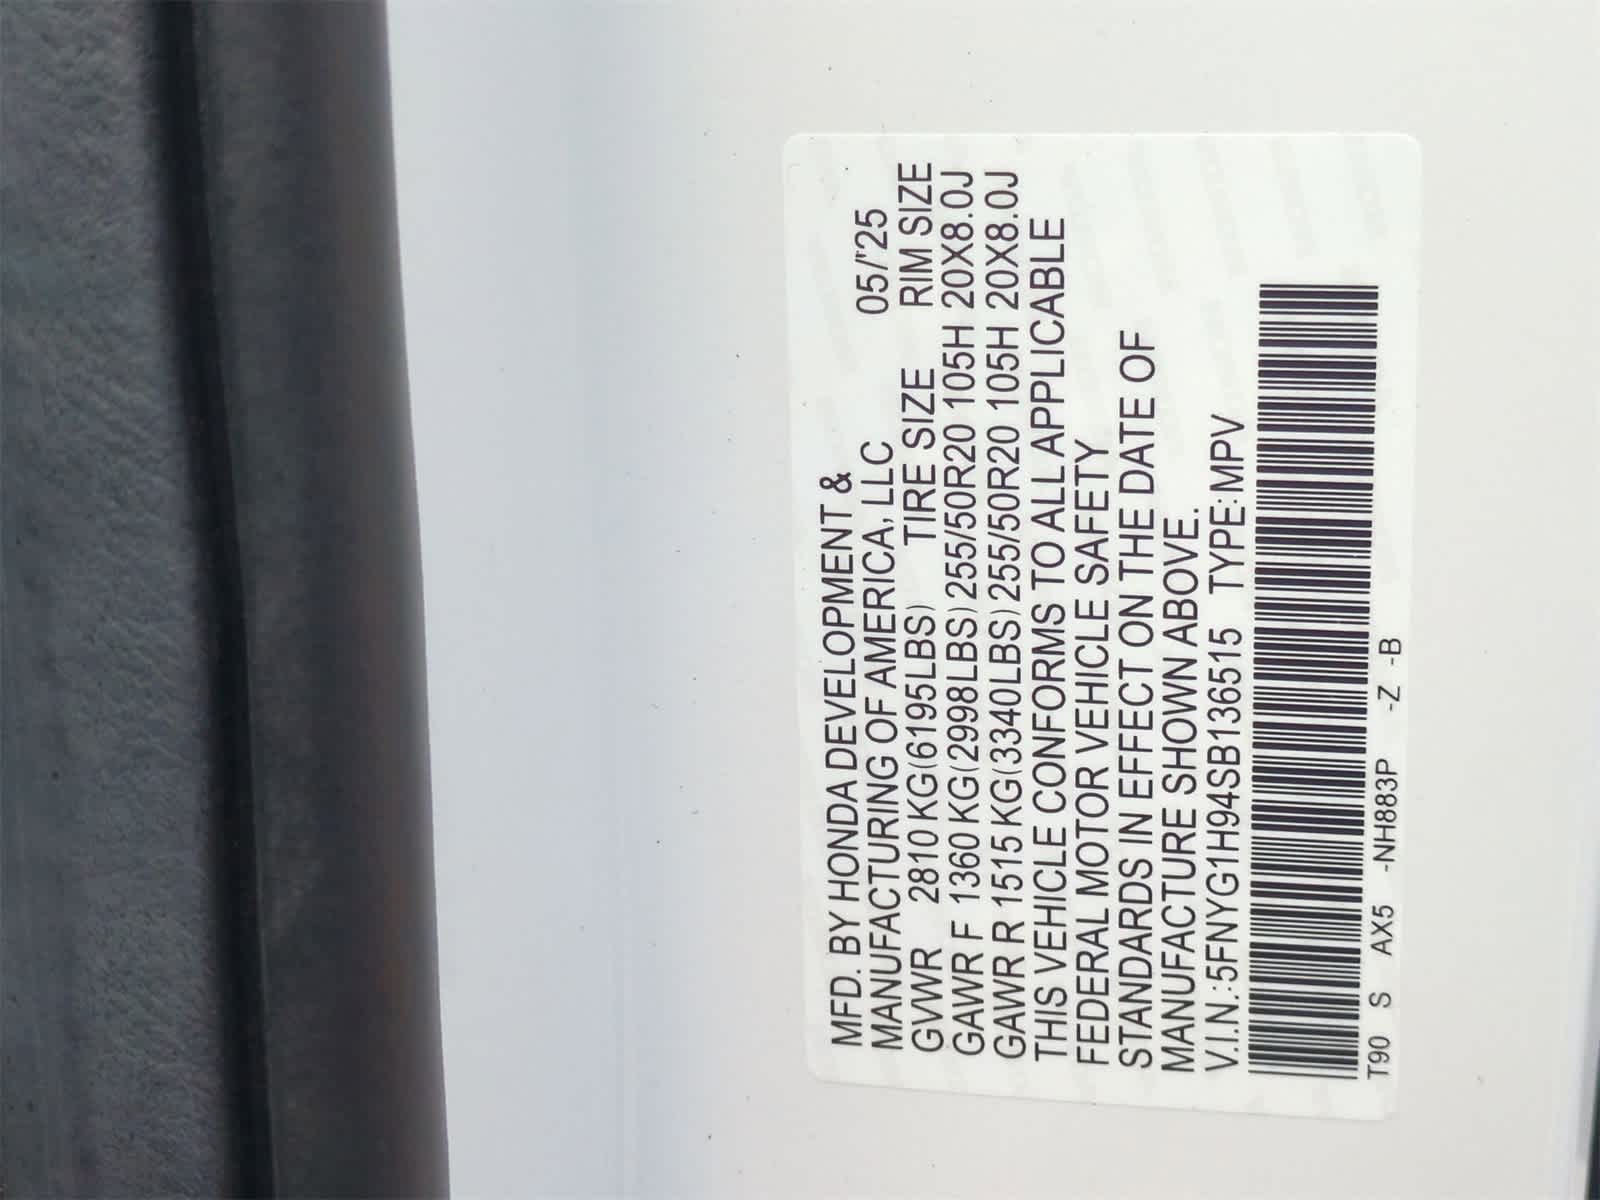 MFD. BY HONDA DEVELOPMENT &
MANUFACTURING OF AMERICA, LLC 05/'25
GVWR 2810 KG(6195LBS) TIRE SIZE RIM SIZE
GAWR F 1360 KG(2998LBS) 255/50R20 105H 20X8.0J
GAWR R 1515 KG(3340LBS) 255/50R20 105H 20X8.0J
THIS VEHICLE CONFORMS TO ALL APPLICABLE
FEDERAL MOTOR VEHICLE SAFETY
STANDARDS IN EFFECT ON THE DATE OF
MANUFACTURE SHOWN ABOVE.
V.I.N.:5FNYG1H94SB136515 TYPE:MPV
T90 S AX5 -NH883P -Z -B